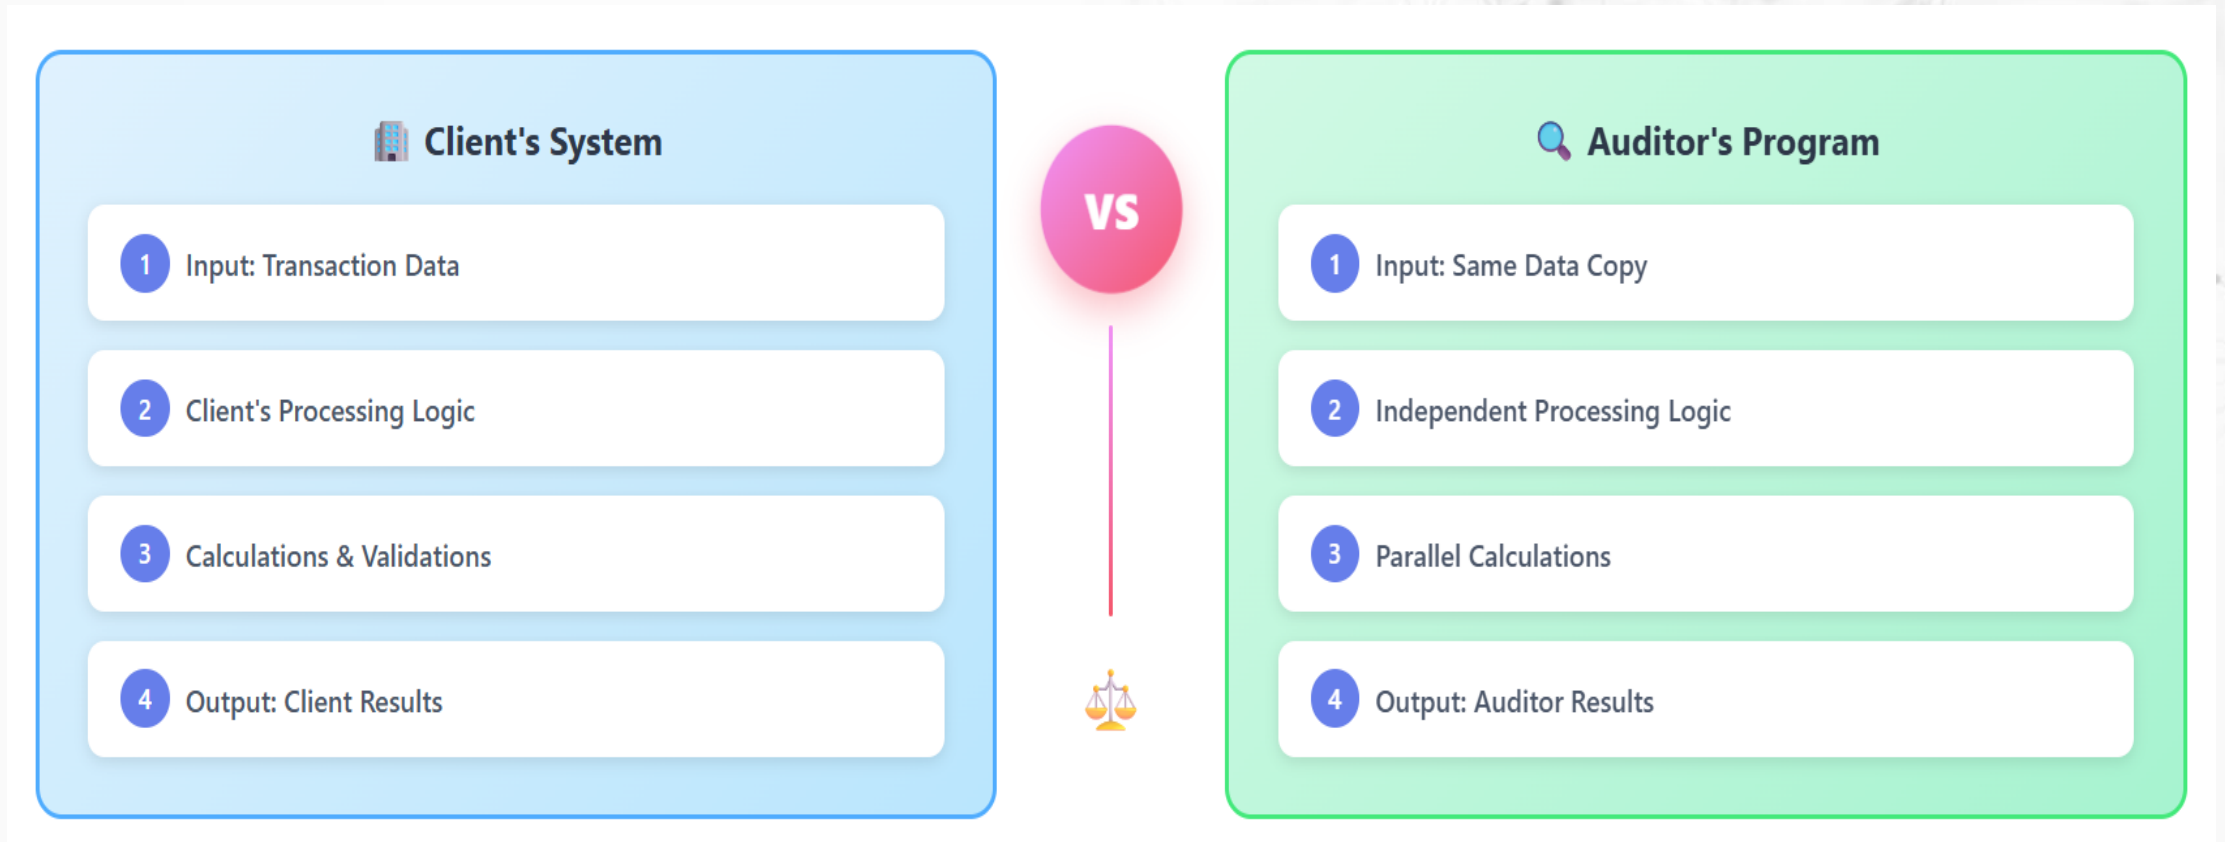 Client's System
1 Input: Transaction Data
2 Client's Processing Logic
3 Calculations & Validations
4 Output: Client Results
VS
Auditor's Program
1 Input: Same Data Copy
2 Independent Processing Logic
3 Parallel Calculations
4 Output: Auditor Results